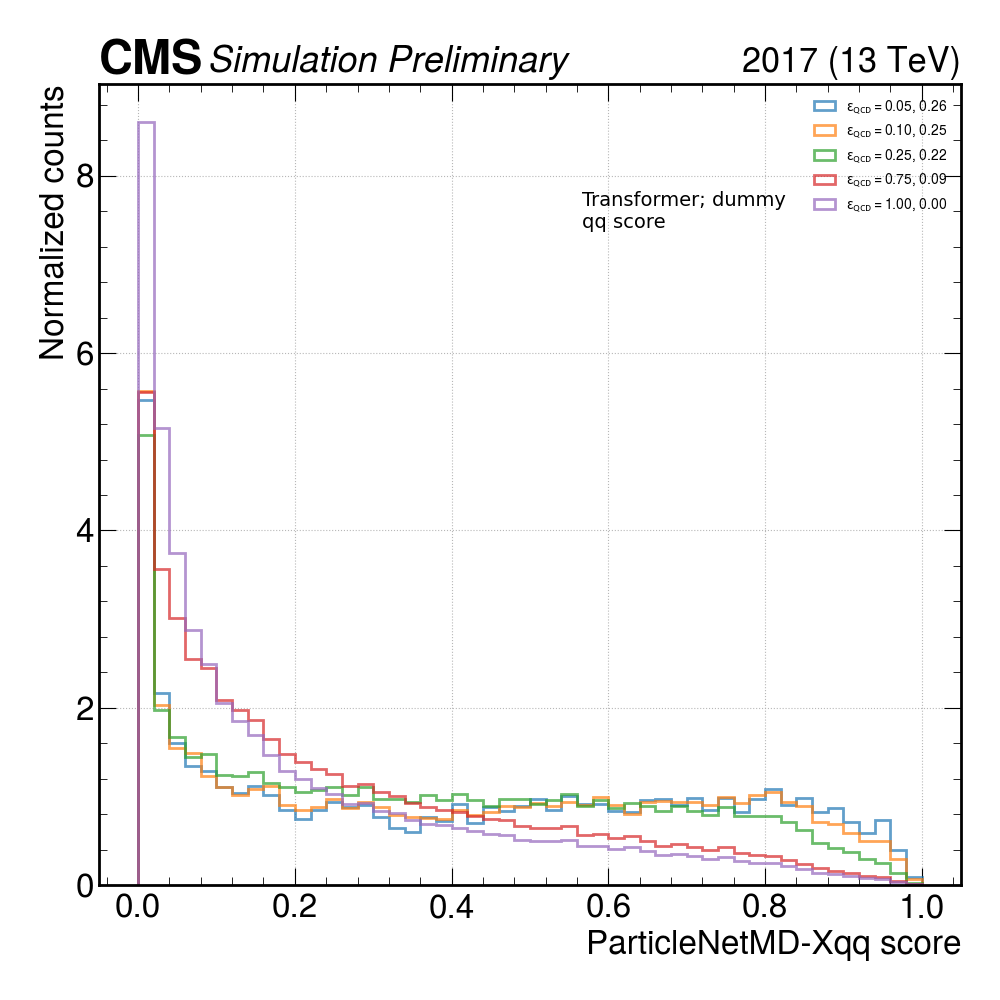 CMS Simulation Preliminary 2017 (13 TeV)
Normalized counts
8
6
4
2
0
ε_QCD = 0.05, 0.26
ε_QCD = 0.10, 0.25
ε_QCD = 0.25, 0.22
ε_QCD = 0.75, 0.09
ε_QCD = 1.00, 0.00
Transformer; dummy
qq score
0.0 0.2 0.4 0.6 0.8 1.0
ParticleNetMD-Xqq score